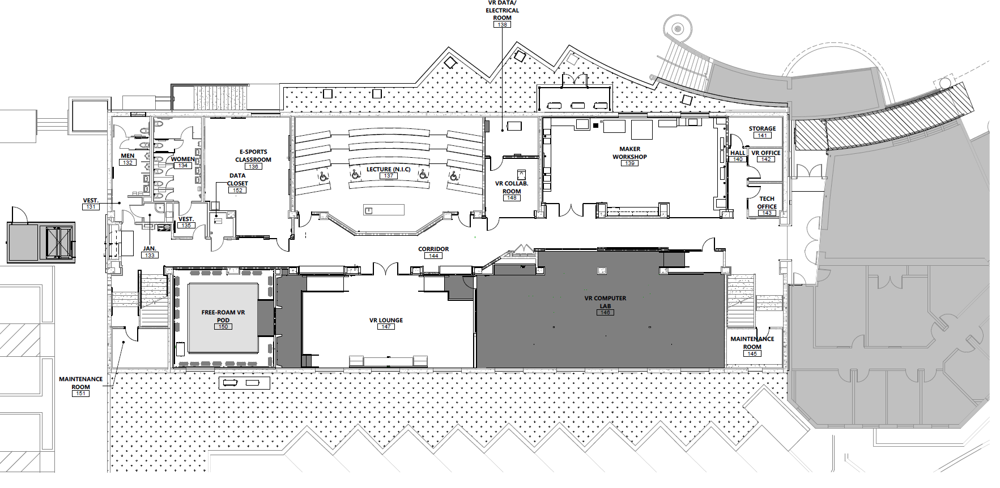 VR DATA/
ELECTRICAL
ROOM
138
MEN
132
WOMEN
134
E-SPORTS
CLASSROOM
136
DATA
CLOSET
152
LECTURE (N.I.C)
137
VR COLLAB.
ROOM
148
MAKER
WORKSHOP
139
STORAGE
141
HALL
140
VR OFFICE
142
TECH
OFFICE
143
VEST.
131
VEST.
135
JAN.
133
CORRIDOR
144
FREE-ROAM VR
POD
150
VR LOUNGE
147
VR COMPUTER
LAB
146
MAINTENANCE
ROOM
145
MAINTENANCE
ROOM
151